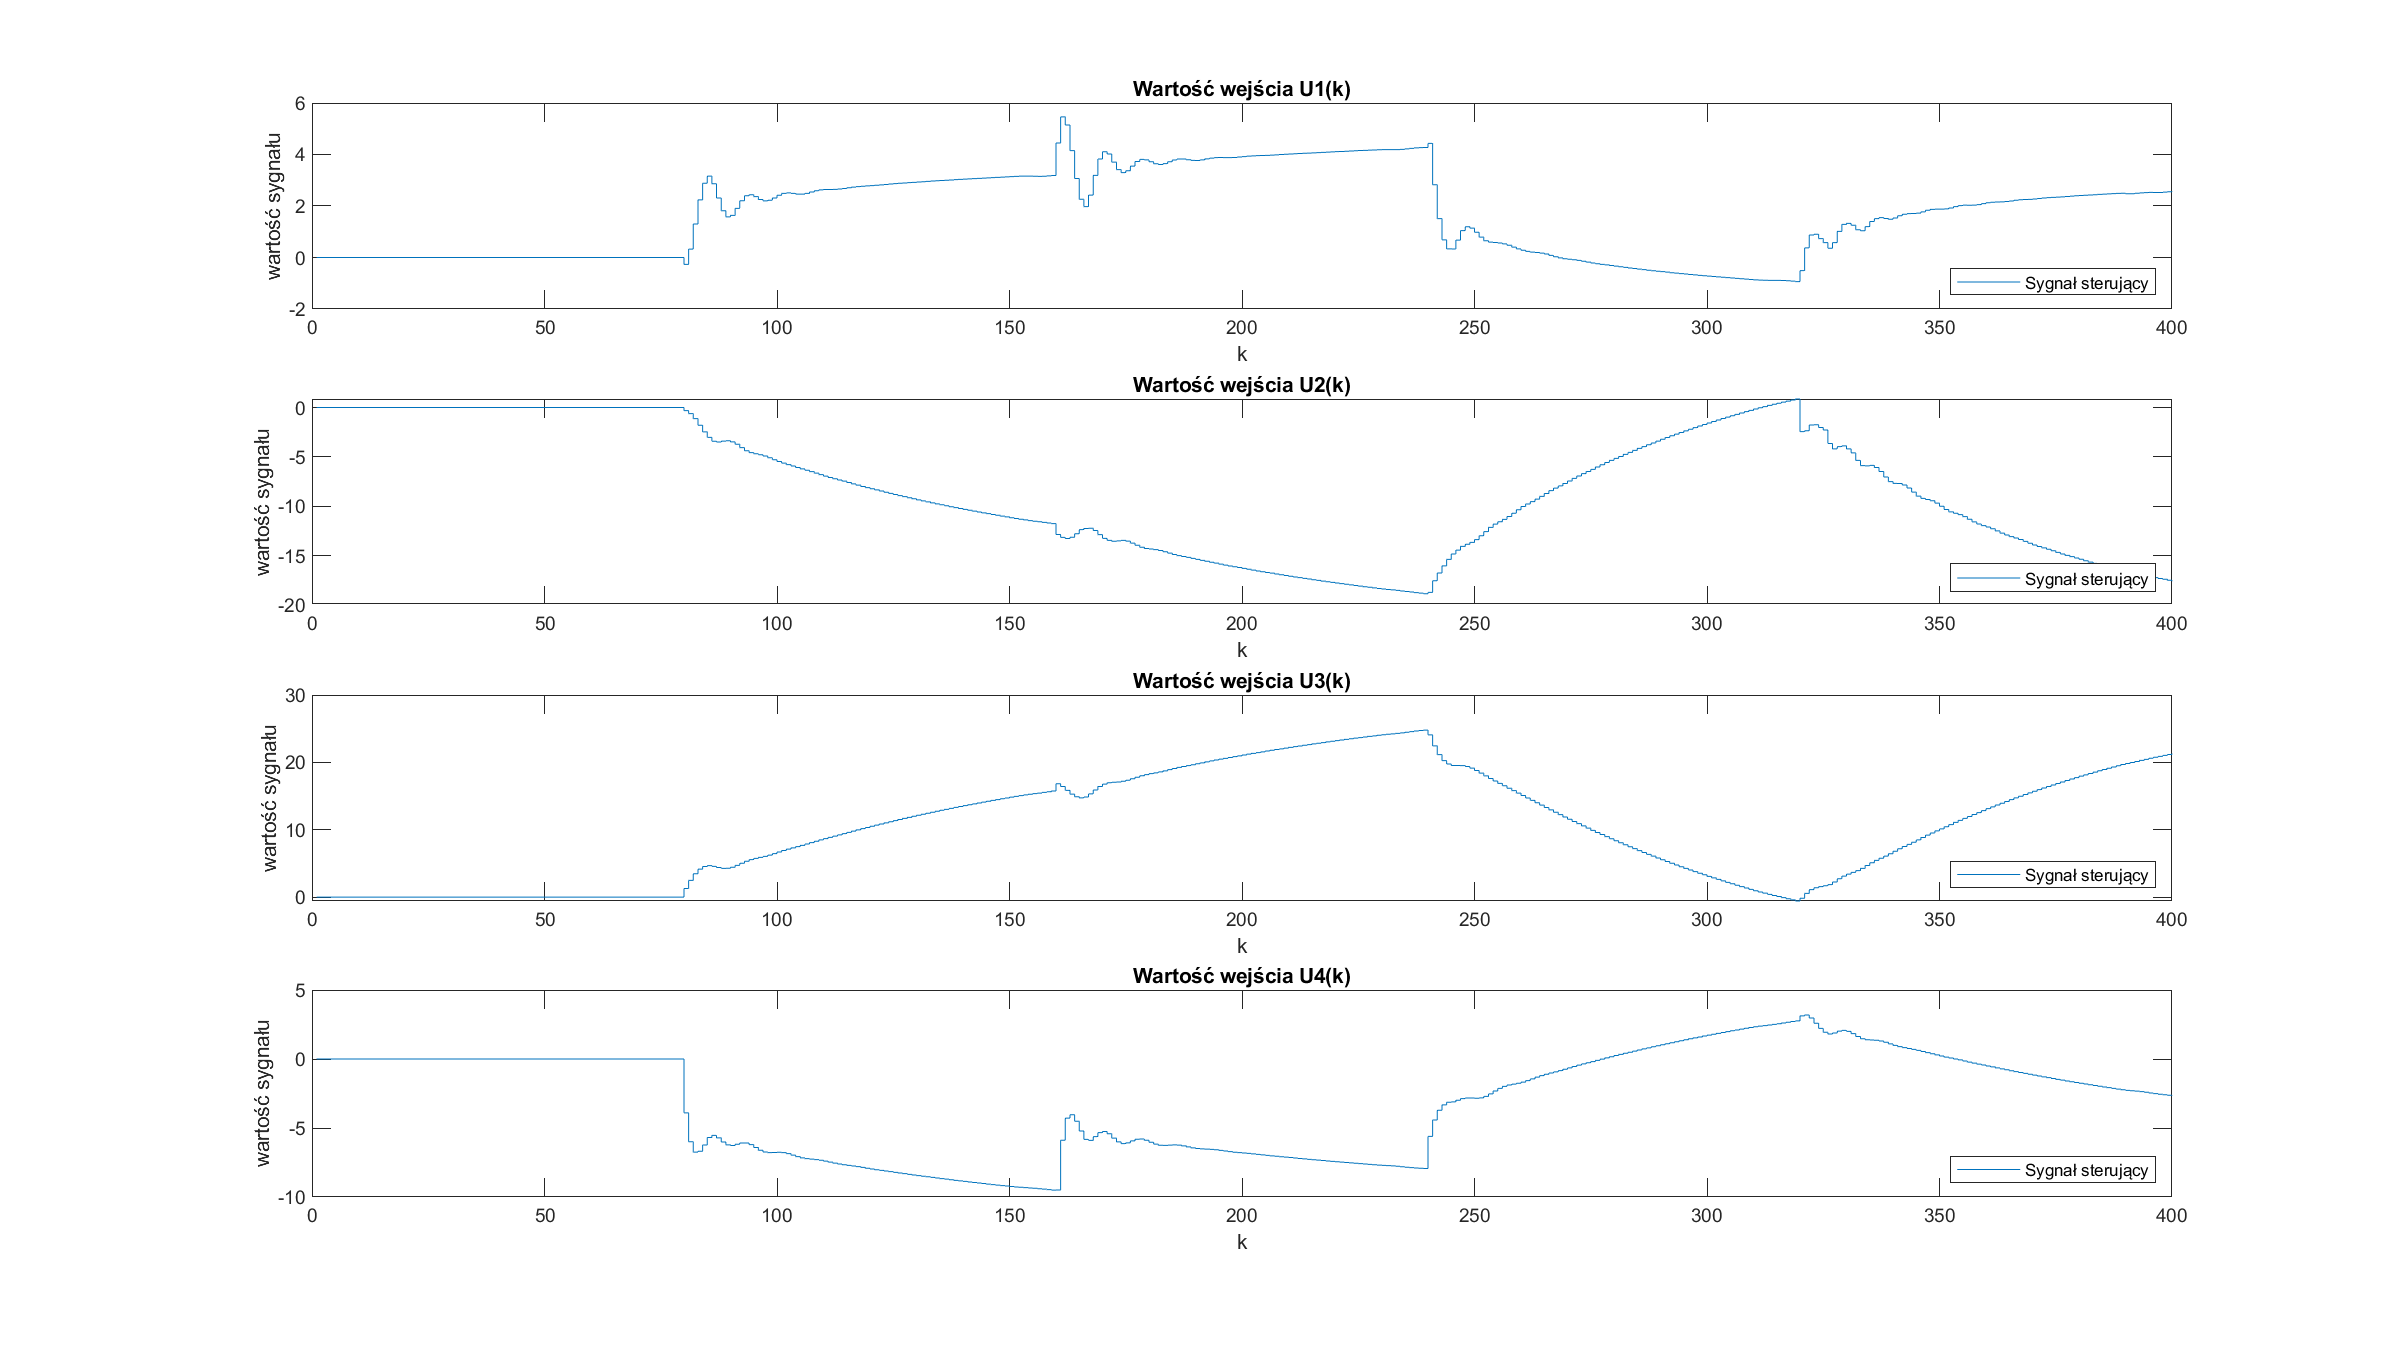 Wartość wejścia U1(k)
wartość sygnału
6
4
2
0
-2
0 50 100 150 200 250 300 350 400
k
Sygnał sterujący
Wartość wejścia U2(k)
wartość sygnału
0
-5
-10
-15
-20
0 50 100 150 200 250 300 350 400
k
Sygnał sterujący
Wartość wejścia U3(k)
wartość sygnału
30
20
10
0
0 50 100 150 200 250 300 350 400
k
Sygnał sterujący
Wartość wejścia U4(k)
wartość sygnału
5
0
-5
-10
0 50 100 150 200 250 300 350 400
k
Sygnał sterujący